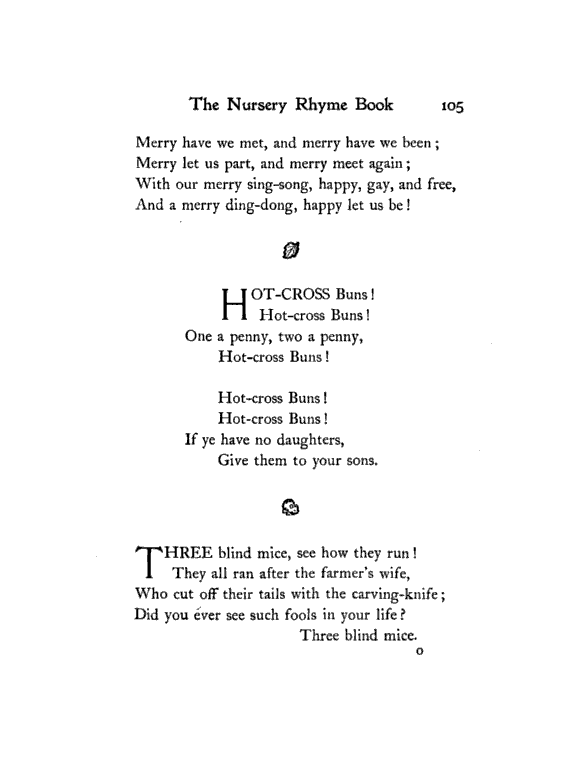 The Nursery Rhyme Book 105
Merry have we met, and merry have we been;
Merry let us part, and merry meet again;
With our merry sing-song, happy, gay, and free,
And a merry ding-dong, happy let us be!
HOT-CROSS Buns!
Hot-cross Buns!
One a penny, two a penny,
Hot-cross Buns!
Hot-cross Buns!
Hot-cross Buns!
If ye have no daughters,
Give them to your sons.
THREE blind mice, see how they run!
They all ran after the farmer's wife,
Who cut off their tails with the carving-knife;
Did you ever see such fools in your life?
Three blind mice.
O